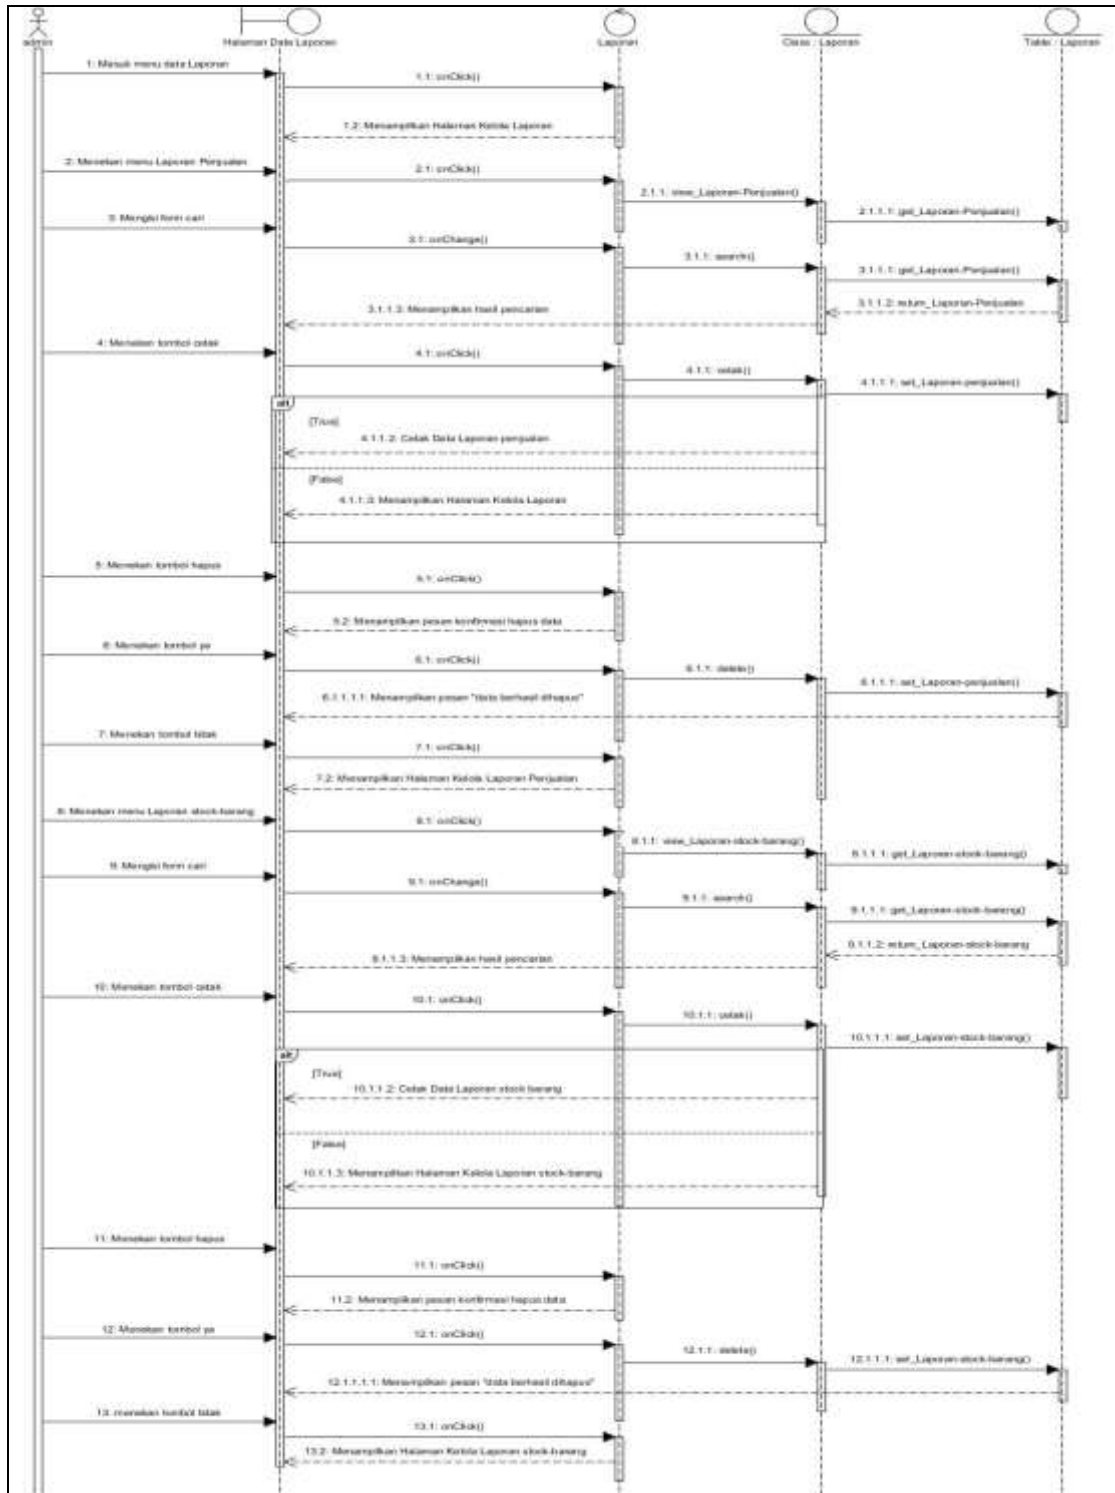 admin
Halaman Data Laporan
Laporan
Class : Laporan
Table : Laporan
1: Masuk menu data Laporan
1.1: onClick()
1.2: Menampilkan Halaman Kelola Laporan
2: Menekan menu Laporan Penjualan
2.1: onClick()
2.1.1: view_Laporan-Penjualan()
2.1.1.1: get_Laporan-Penjualan()
3: Mengisi form cari
3.1: onChange()
3.1.1: search()
3.1.1.1: get_Laporan-Penjualan()
3.1.1.2: return_Laporan-Penjualan
3.1.1.3: Menampilkan hasil pencarian
4: Menekan tombol cetak
4.1: onClick()
4.1.1: cetak()
4.1.1.1: set_Laporan-penjualan()
alt
[True]
4.1.1.2: Cetak Data Laporan penjualan
[False]
4.1.1.3: Menampilkan Halaman Kelola Laporan
5: Menekan tombol hapus
5.1: onClick()
5.2: Menampilkan pesan konfirmasi hapus data
6: Menekan tombol ya
6.1: onClick()
6.1.1: delete()
6.1.1.1: set_Laporan-penjualan()
6.1.1.1.1: Menampilkan pesan "data berhasil dihapus"
7: Menekan tombol tidak
7.1: onClick()
7.2: Menampilkan Halaman Kelola Laporan Penjualan
8: Menekan menu Laporan stock-barang
8.1: onClick()
8.1.1: view_Laporan-stock-barang()
8.1.1.1: get_Laporan-stock-barang()
9: Mengisi form cari
9.1: onChange()
9.1.1: search()
9.1.1.1: get_Laporan-stock-barang()
9.1.1.2: return_Laporan-stock-barang
9.1.1.3: Menampilkan hasil pencarian
10: Menekan tombol cetak
10.1: onClick()
10.1.1: cetak()
10.1.1.1: set_Laporan-stock-barang()
alt
[True]
10.1.1.2: Cetak Data Laporan stock barang
[False]
10.1.1.3: Menampilkan Halaman Kelola Laporan stock-barang
11: Menekan tombol hapus
11.1: onClick()
11.2: Menampilkan pesan konfirmasi hapus data
12: Menekan tombol ya
12.1: onClick()
12.1.1: delete()
12.1.1.1: set_Laporan-stock-barang()
12.1.1.1.1: Menampilkan pesan "data berhasil dihapus"
13: menekan tombol tidak
13.1: onClick()
13.2: Menampilkan Halaman Kelola Laporan stock-barang